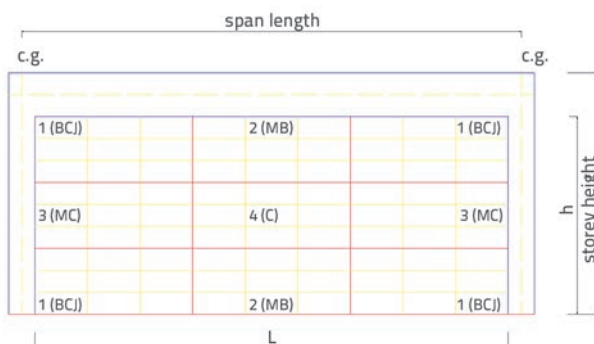 span length
c.g. c.g.
1 (BCJ) 2 (MB) 1 (BCJ)
3 (MC) 4 (C) 3 (MC)
h
storey height
1 (BCJ) 2 (MB) 1 (BCJ)
L